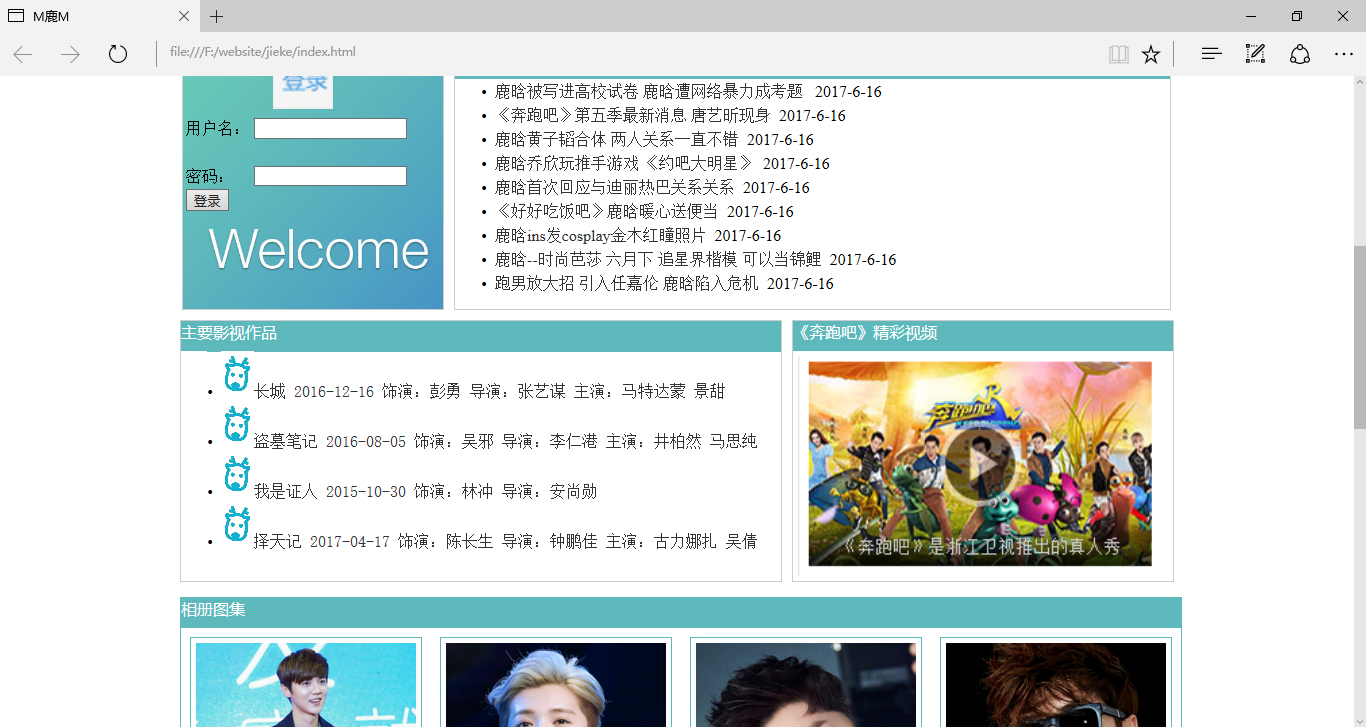 M鹿M
file:///F:/website/jieke/index.html
登录
用户名：
密码：
登录
Welcome
鹿晗被写进高校试卷 鹿晗遭网络暴力成考题 2017-6-16
《奔跑吧》第五季最新消息 唐艺昕现身 2017-6-16
鹿晗黄子韬合体 两人关系一直不错 2017-6-16
鹿晗乔欣玩推手游戏《约吧大明星》 2017-6-16
鹿晗首次回应与迪丽热巴关系关系 2017-6-16
《好好吃饭吧》鹿晗暖心送便当 2017-6-16
鹿晗ins发cosplay金木红瞳照片 2017-6-16
鹿晗--时尚芭莎 六月下 追星界楷模 可以当锦鲤 2017-6-16
跑男放大招 引入任嘉伦 鹿晗陷入危机 2017-6-16
主要影视作品
长城 2016-12-16 饰演：彭勇 导演：张艺谋 主演：马特达蒙 景甜
盗墓笔记 2016-08-05 饰演：吴邪 导演：李仁港 主演：井柏然 马思纯
我是证人 2015-10-30 饰演：林冲 导演：安尚勋
择天记 2017-04-17 饰演：陈长生 导演：钟鹏佳 主演：古力娜扎 吴倩
《奔跑吧》精彩视频
奔跑吧
《奔跑吧》是浙江卫视推出的真人秀
相册图集